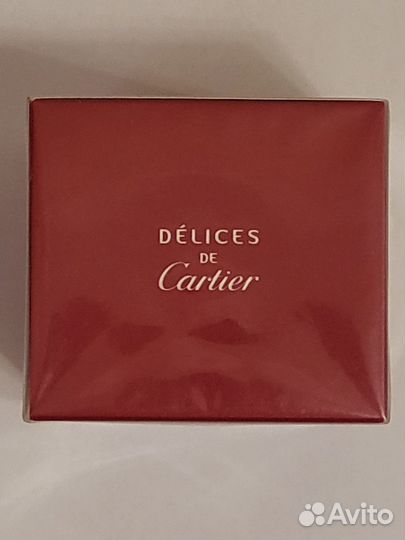 DÉLICES
DE
Cartier
Avito